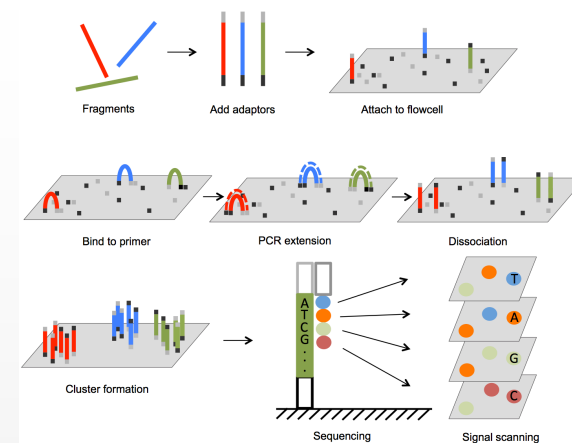 Fragments
Add adaptors
Attach to flowcell
Bind to primer
PCR extension
Dissociation
Cluster formation
A
T
C
G
.
.
.
Sequencing
T
A
G
C
Signal scanning